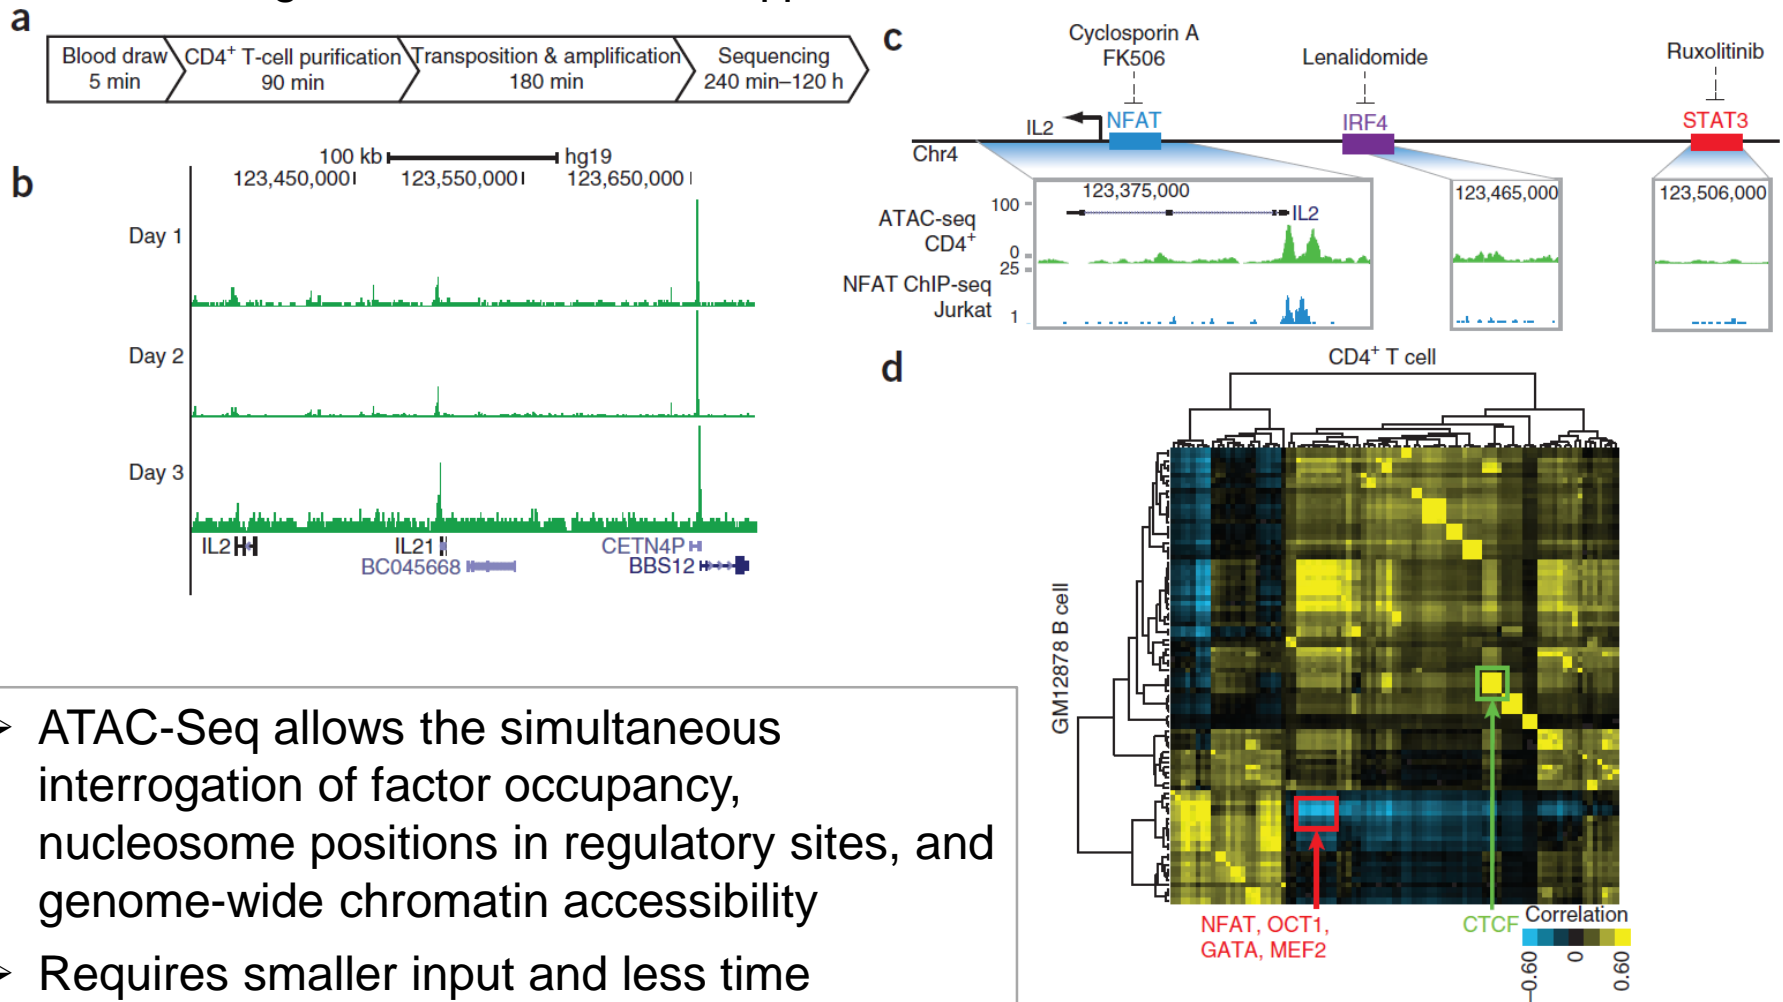 a
Blood draw
5 min
CD4+ T-cell purification
90 min
Transposition & amplification
180 min
Sequencing
240 min–120 h
b
100 kb
hg19
123,450,000
123,550,000
123,650,000
Day 1
Day 2
Day 3
IL2
IL21
CETN4P
BC045668
BBS12
c
Cyclosporin A
FK506
Lenalidomide
Ruxolitinib
IL2
NFAT
IRF4
STAT3
Chr4
123,375,000
123,465,000
123,506,000
ATAC-seq
CD4+
100
0
IL2
NFAT ChIP-seq
Jurkat
25
1
d
CD4+ T cell
GM12878 B cell
NFAT, OCT1,
GATA, MEF2
CTCF
Correlation
–0.60
0
0.60
➢ ATAC-Seq allows the simultaneous
interrogation of factor occupancy,
nucleosome positions in regulatory sites, and
genome-wide chromatin accessibility
➢ Requires smaller input and less time